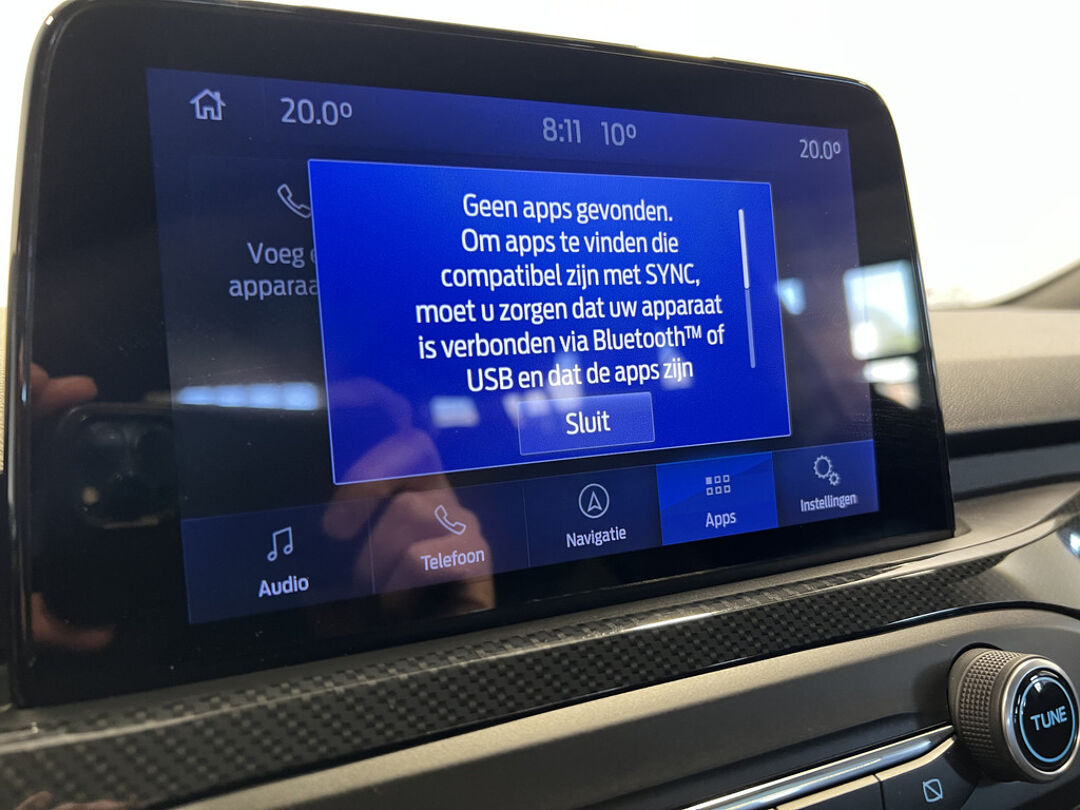 20.0°
8:11 10°
20.0°
Voeg
Geen apps gevonden.
Om apps te vinden die
compatibel zijn met SYNC,
moet u zorgen dat uw apparaat
is verbonden via Bluetooth™ of
USB en dat de apps zijn
Sluit
Audio
Telefoon
Navigatie
Apps
Instellingen
TUNE